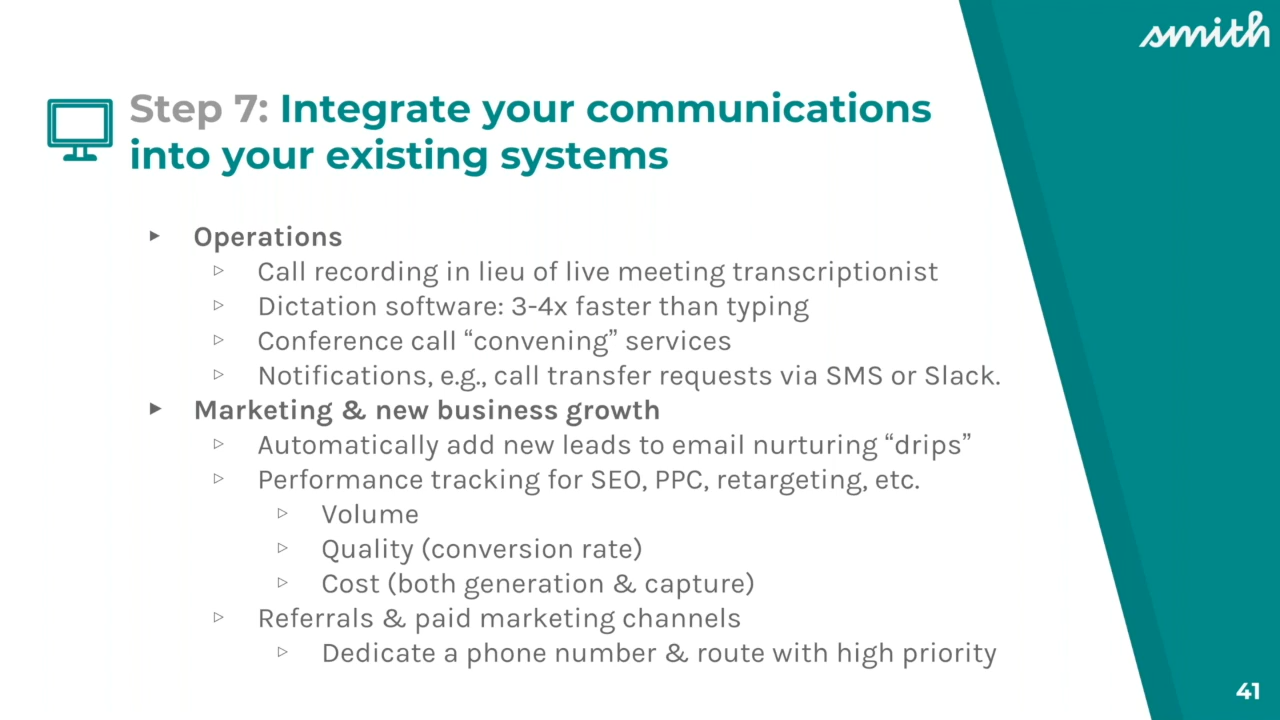 smith
Step 7: Integrate your communications
into your existing systems
▸ Operations
▹ Call recording in lieu of live meeting transcriptionist
▹ Dictation software: 3-4x faster than typing
▹ Conference call “convening” services
▹ Notifications, e.g., call transfer requests via SMS or Slack.
▸ Marketing & new business growth
▹ Automatically add new leads to email nurturing “drips”
▹ Performance tracking for SEO, PPC, retargeting, etc.
▹ Volume
▹ Quality (conversion rate)
▹ Cost (both generation & capture)
▹ Referrals & paid marketing channels
▹ Dedicate a phone number & route with high priority
41